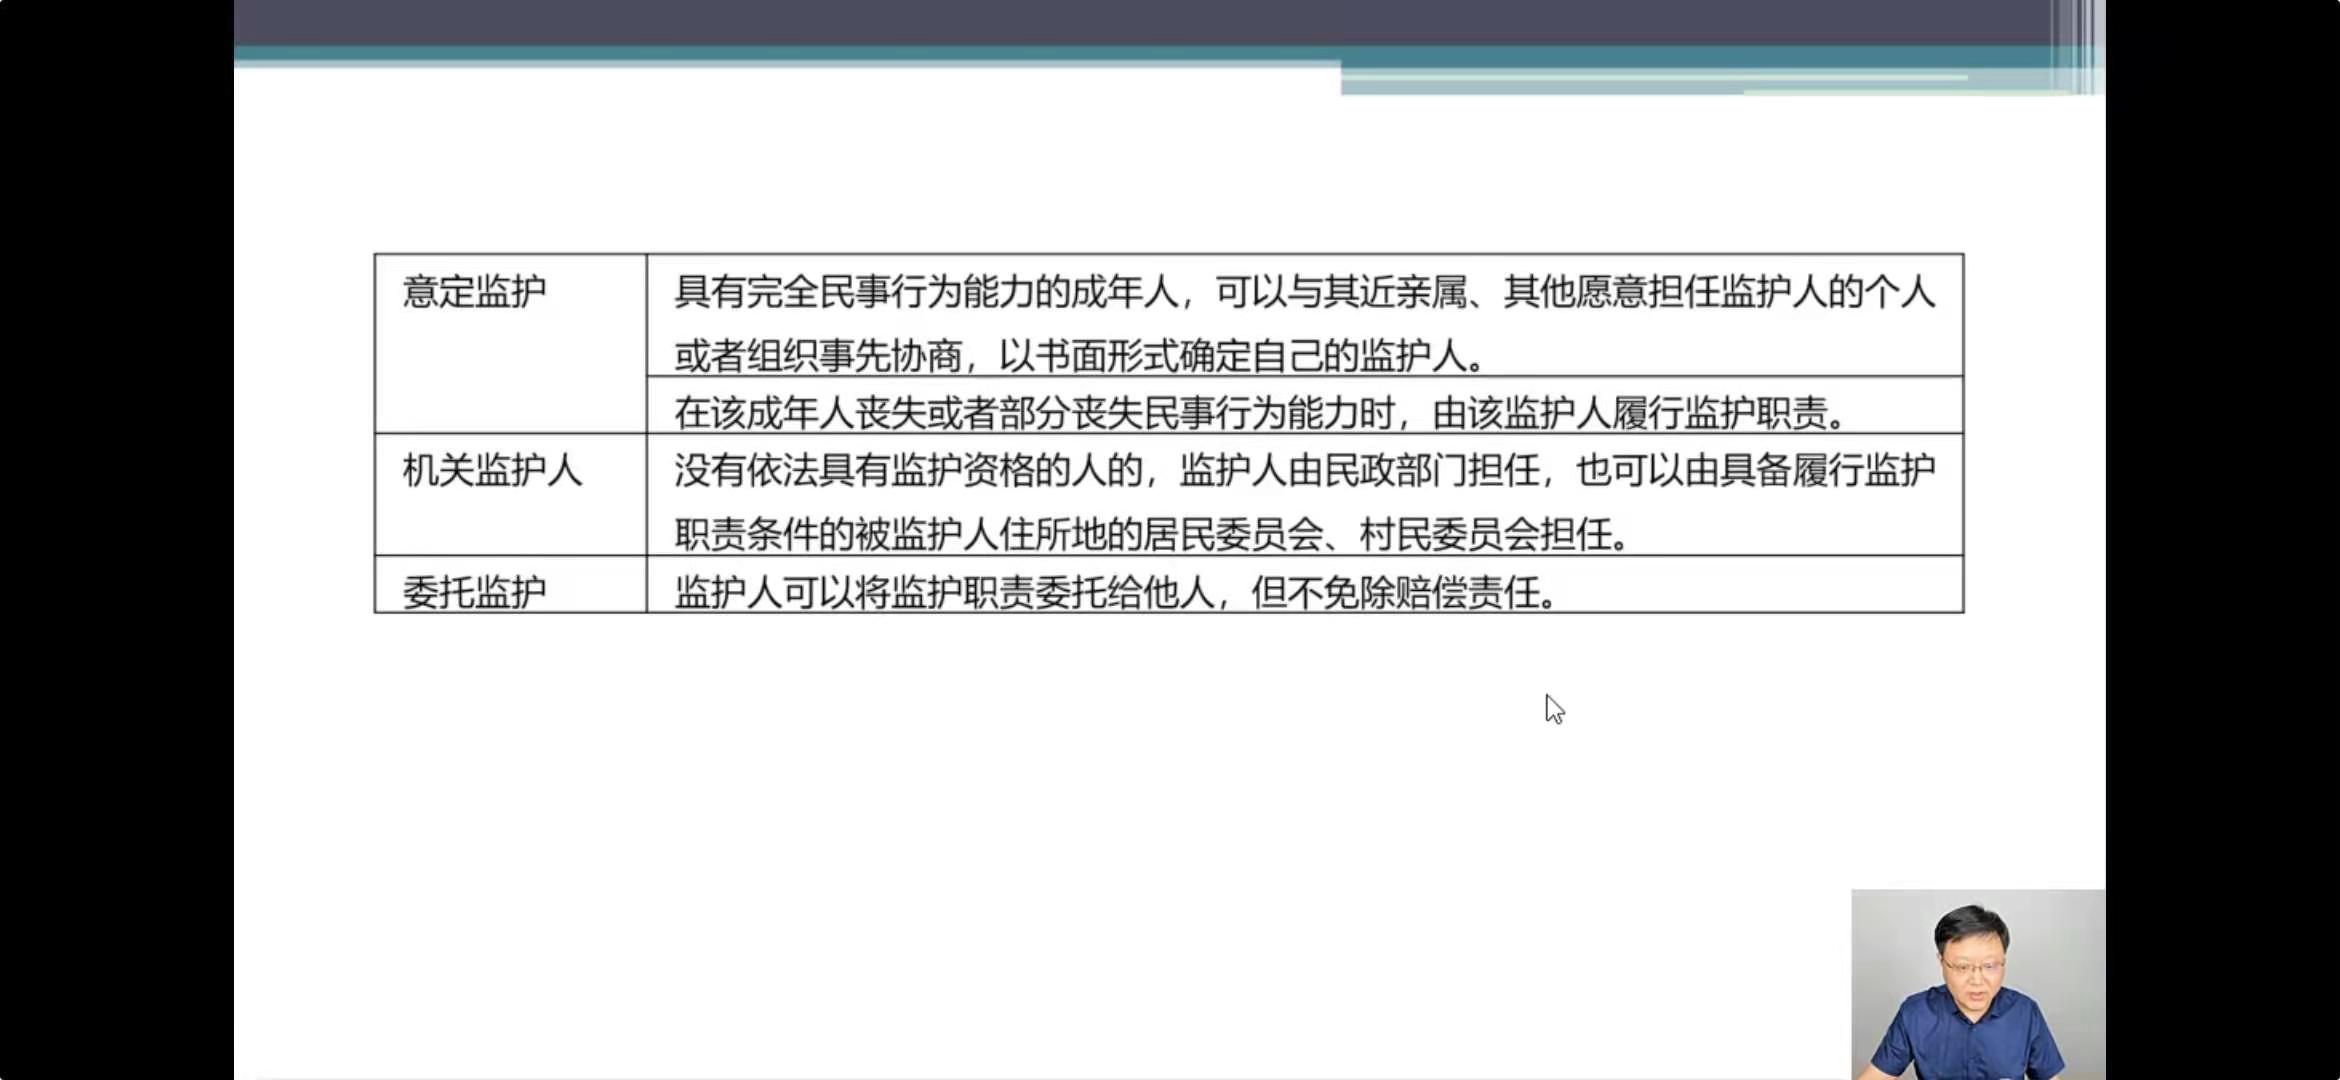 意定监护
具有完全民事行为能力的成年人，可以与其近亲属、其他愿意担任监护人的个人
或者组织事先协商，以书面形式确定自己的监护人。
在该成年人丧失或者部分丧失民事行为能力时，由该监护人履行监护职责。
机关监护人
没有依法具有监护资格的人的，监护人由民政部门担任，也可以由具备履行监护
职责条件的被监护人住所地的居民委员会、村民委员会担任。
委托监护
监护人可以将监护职责委托给他人，但不免除赔偿责任。